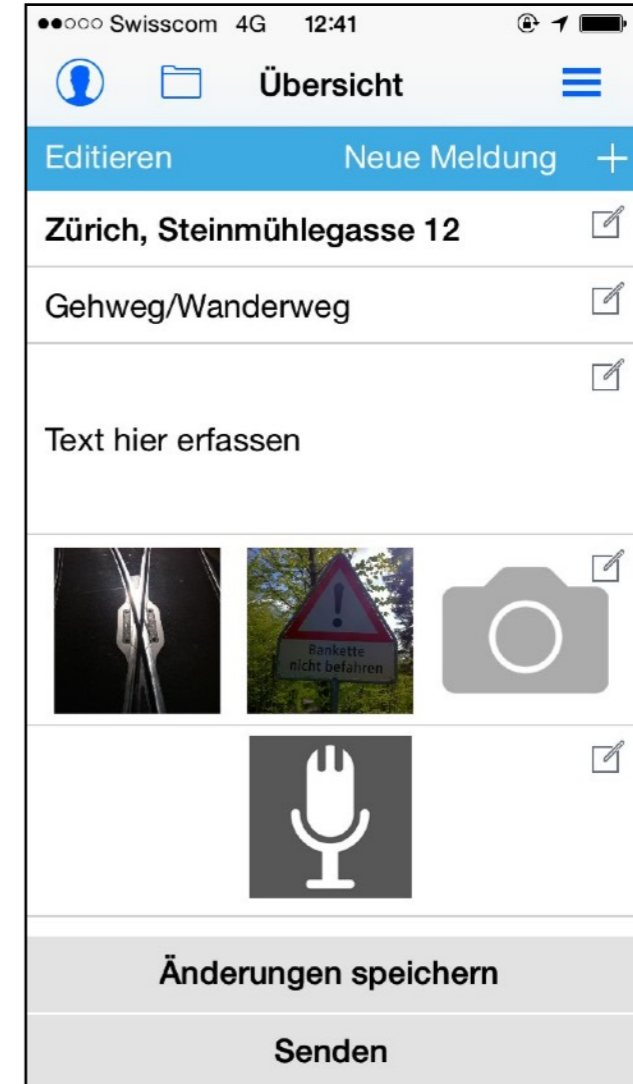 Swisscom 4G 12:41
Übersicht
Editieren Neue Meldung +
Zürich, Steinmühlegasse 12
Gehweg/Wanderweg
Text hier erfassen
Bankette
nicht befahren
Änderungen speichern
Senden